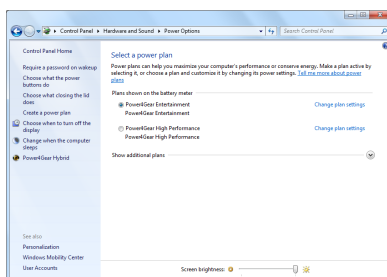 Control Panel ▸ Hardware and Sound ▸ Power Options
Search Control Panel
Control Panel Home
Require a password on wakeup
Choose what the power
buttons do
Choose what closing the lid
does
Create a power plan
Choose when to turn off the
display
Change when the computer
sleeps
Power4Gear Hybrid
See also
Personalization
Windows Mobility Center
User Accounts
Select a power plan
Power plans can help you maximize your computer's performance or conserve energy. Make a plan active by
selecting it, or choose a plan and customize it by changing its power settings. Tell me more about power
plans
Plans shown on the battery meter
Power4Gear Entertainment Change plan settings
Power4Gear Entertainment
Power4Gear High Performance Change plan settings
Power4Gear High Performance
Show additional plans
Screen brightness: